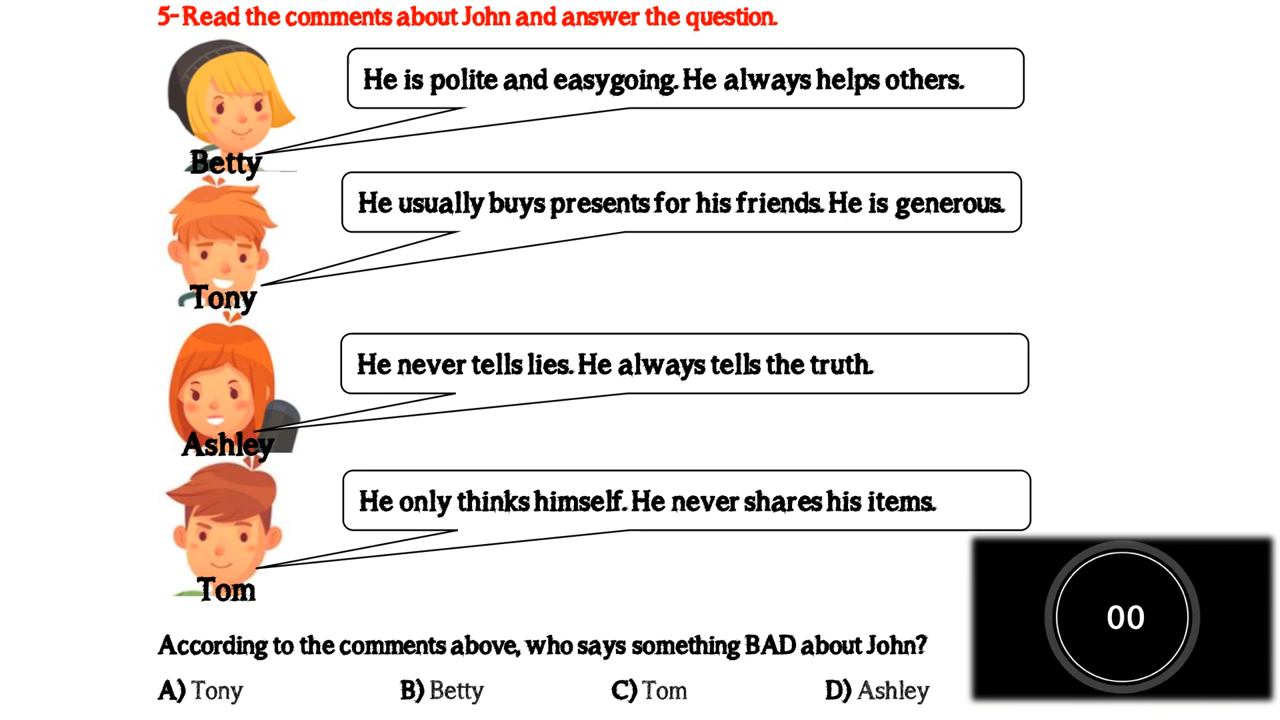 5-Read the comments about John and answer the question.
He is polite and easygoing. He always helps others.
Betty
He usually buys presents for his friends. He is generous.
Tony
He never tells lies. He always tells the truth.
Ashley
He only thinks himself. He never shares his items.
Tom
00
According to the comments above, who says something BAD about John?
A) Tony B) Betty C) Tom D) Ashley